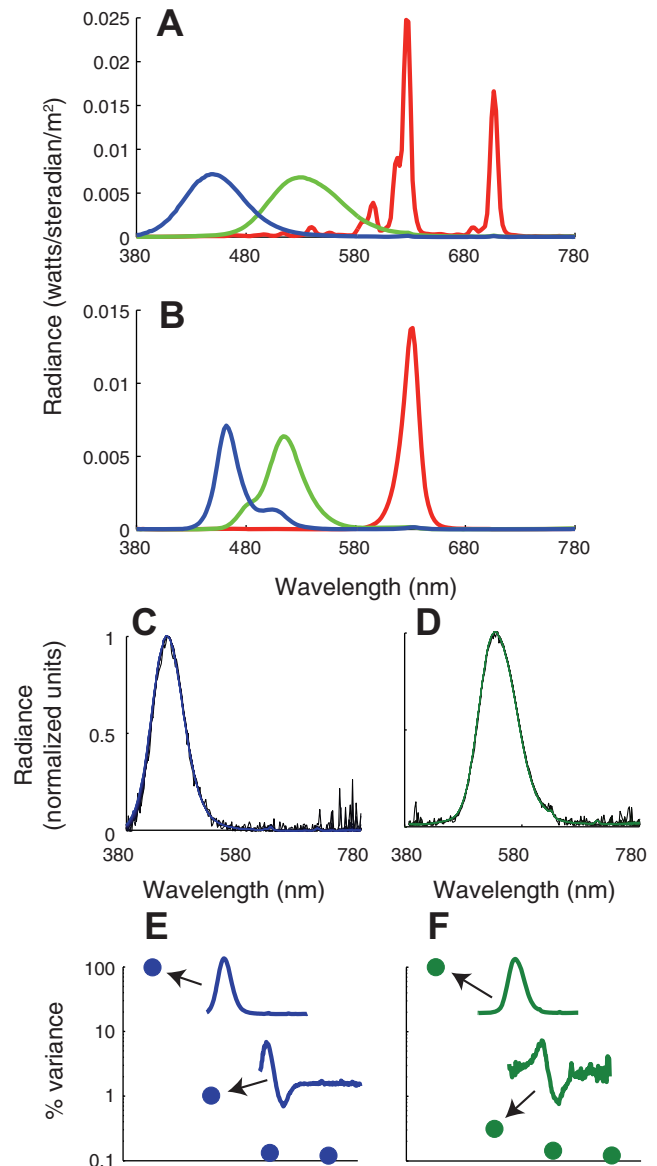 A
0.025
0.02
0.015
0.01
0.005
0
380 480 580 680 780
Radiance (watts/steradian/m²)
B
0.015
0.01
0.005
0
380 480 580 680 780
Wavelength (nm)
C
D
Radiance
(normalized units)
1
0.5
0
380 580 780
380 580 780
Wavelength (nm)
Wavelength (nm)
E
F
% variance
100
10
1
0.1